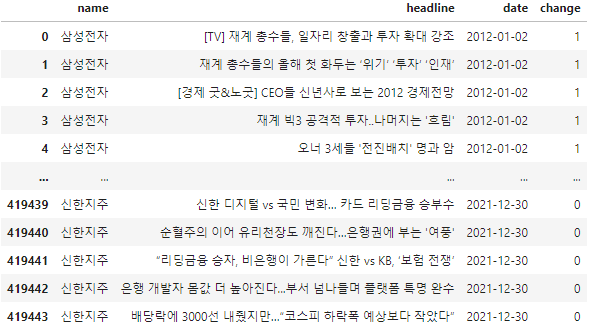 name headline date change
0 삼성전자 [TV] 재계 총수들, 일자리 창출과 투자 확대 강조 2012-01-02 1
1 삼성전자 재계 총수들의 올해 첫 화두는 '위기' '투자' '인재' 2012-01-02 1
2 삼성전자 [경제 굿&노굿] CEO들 신년사로 보는 2012 경제전망 2012-01-02 1
3 삼성전자 재계 빅3 공격적 투자..나머지는 '흐림' 2012-01-02 1
4 삼성전자 오너 3세들 '전진배치' 명과 암 2012-01-02 1
... ... ... ... ...
419439 신한지주 신한 디지털 vs 국민 변화... 카드 리딩금융 승부수 2021-12-30 0
419440 신한지주 순혈주의 이어 유리천장도 깨진다...은행권에 부는 '여풍' 2021-12-30 0
419441 신한지주 “리딩금융 승자, 비은행이 가른다” 신한 vs KB, '보험 전쟁' 2021-12-30 0
419442 신한지주 은행 개발자 몸값 더 높아진다...부서 넘나들며 플랫폼 특명 완수 2021-12-30 0
419443 신한지주 배당락에 3000선 내줬지만...“코스피 하락폭 예상보다 작았다” 2021-12-30 0